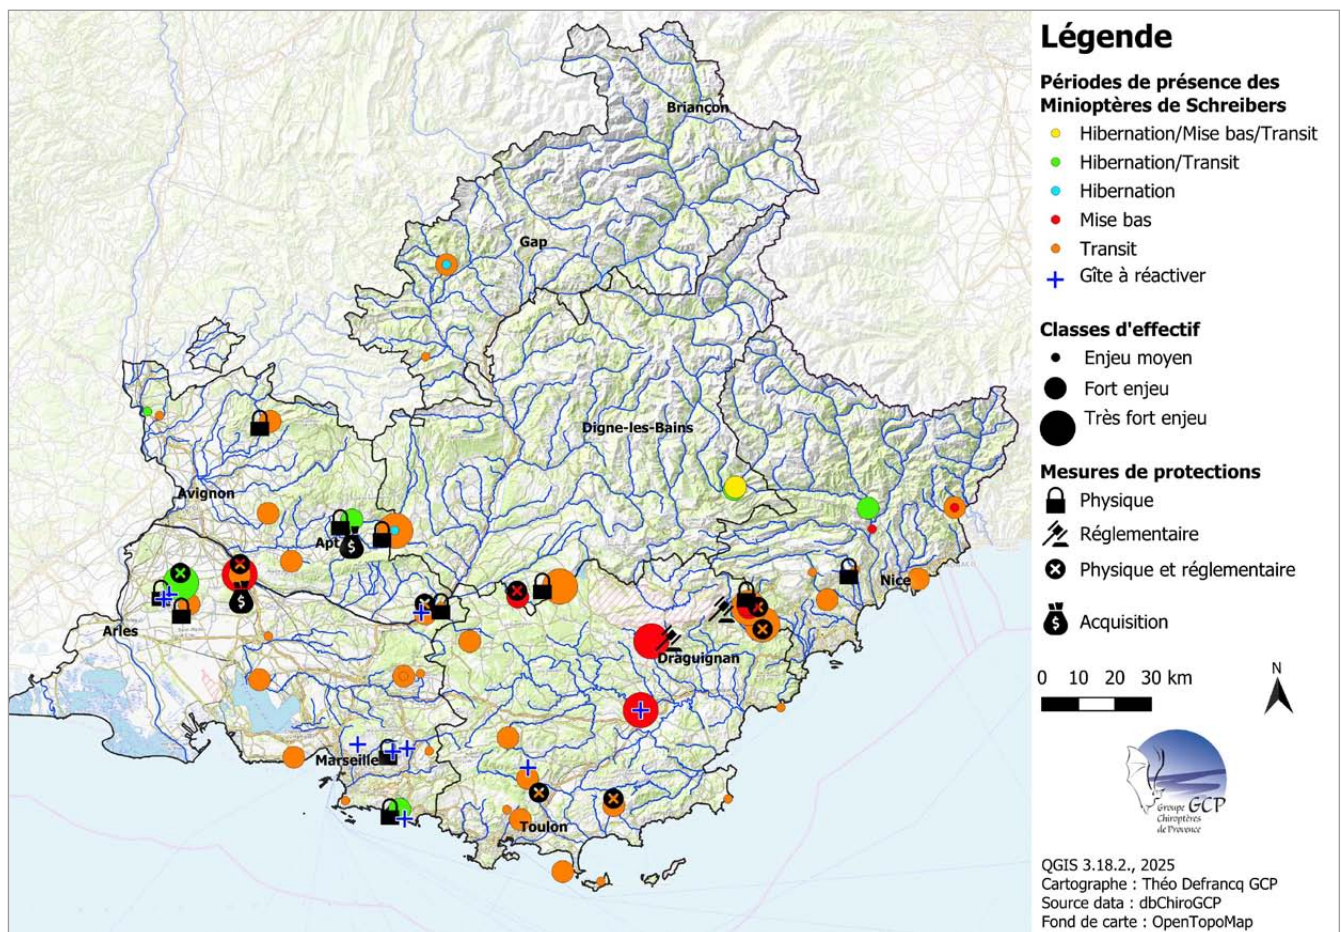 Briançon
Gap
Digne-les-Bains
Avignon
Apt
Nice
Arles
Draguignan
Marseille
Toulon
Légende
Périodes de présence des
Minioptères de Schreibers
Hibernation/Mise bas/Transit
Hibernation/Transit
Hibernation
Mise bas
Transit
Gîte à réactiver
Classes d'effectif
Enjeu moyen
Fort enjeu
Très fort enjeu
Mesures de protections
Physique
Réglementaire
Physique et réglementaire
Acquisition
0 10 20 30 km
N
Groupe GCP
Chiroptères
de Provence
QGIS 3.18.2., 2025
Cartographe : Théo Defrancq GCP
Source data : dbChiroGCP
Fond de carte : OpenTopoMap